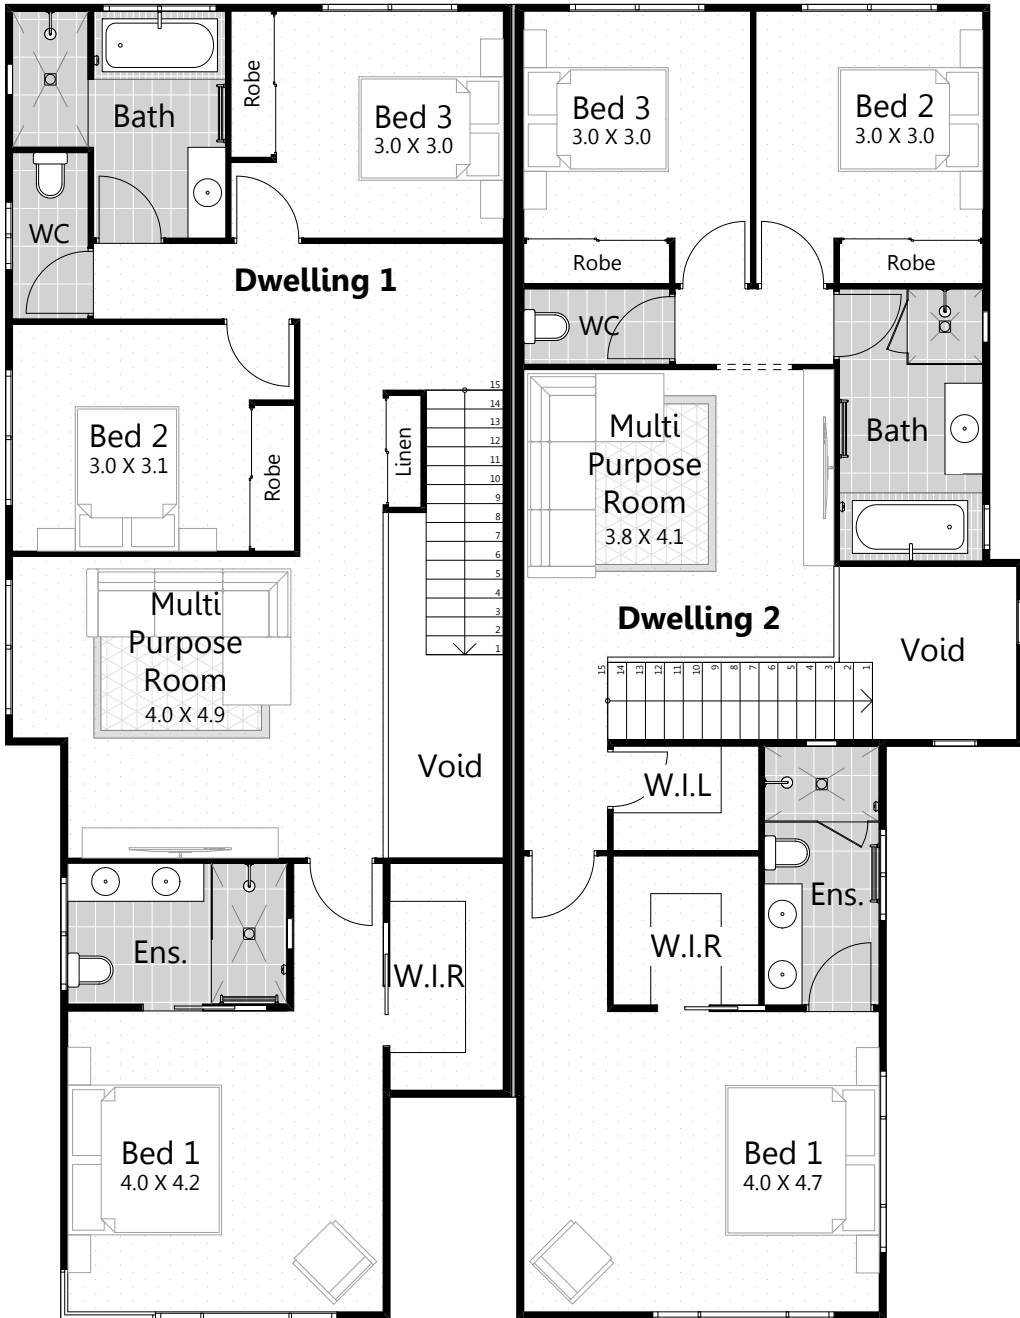 Bath
Robe
Bed 3
3.0 X 3.0
WC
Dwelling 1
Bed 2
3.0 X 3.1
Robe
Linen
15
14
13
12
11
10
9
8
7
6
5
4
3
2
1
Multi
Purpose
Room
4.0 X 4.9
Void
Ens.
W.I.R
Bed 1
4.0 X 4.2
Bed 3
3.0 X 3.0
Bed 2
3.0 X 3.0
Robe
Robe
WC
Multi
Purpose
Room
3.8 X 4.1
Bath
Dwelling 2
Void
15
14
13
12
11
10
9
8
7
6
5
4
3
2
1
W.I.L
W.I.R
Ens.
Bed 1
4.0 X 4.7